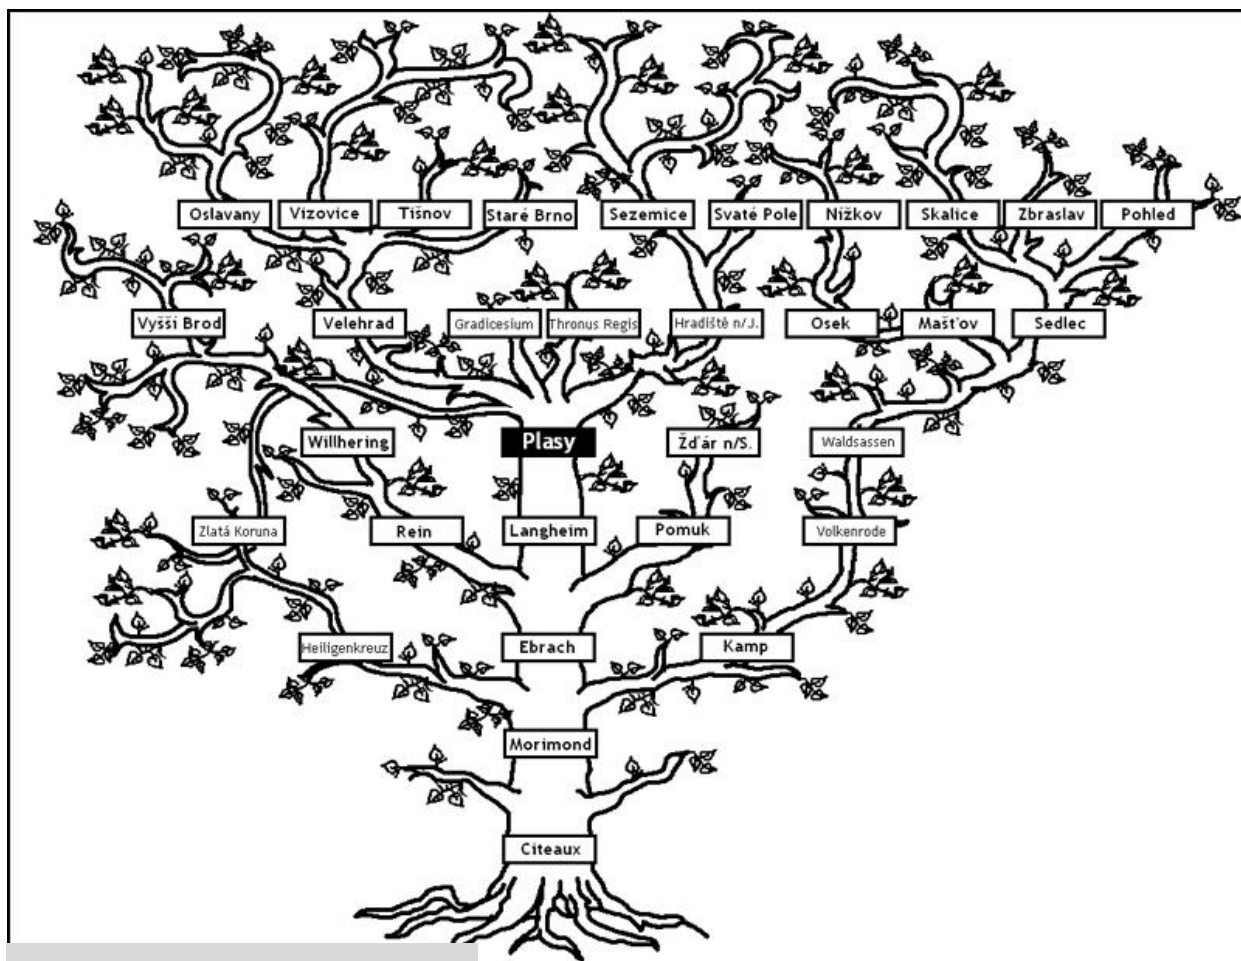 Oslavany
Vizovice
Tišnov
Staré Brno
Sezemice
Svaté Pole
Nížkov
Skalice
Zbraslav
Pohled
Vyšší Brod
Velehrad
Gradicesium
Thronus Regis
Hradiště n/J.
Osek
Mašťov
Sedlec
Willhering
Plasy
Žďár n/S.
Waldsassen
Zlatá Koruna
Rein
Langheim
Pomuk
Volkenrode
Heiligenkreuz
Ebrach
Kamp
Morimond
Citeaux